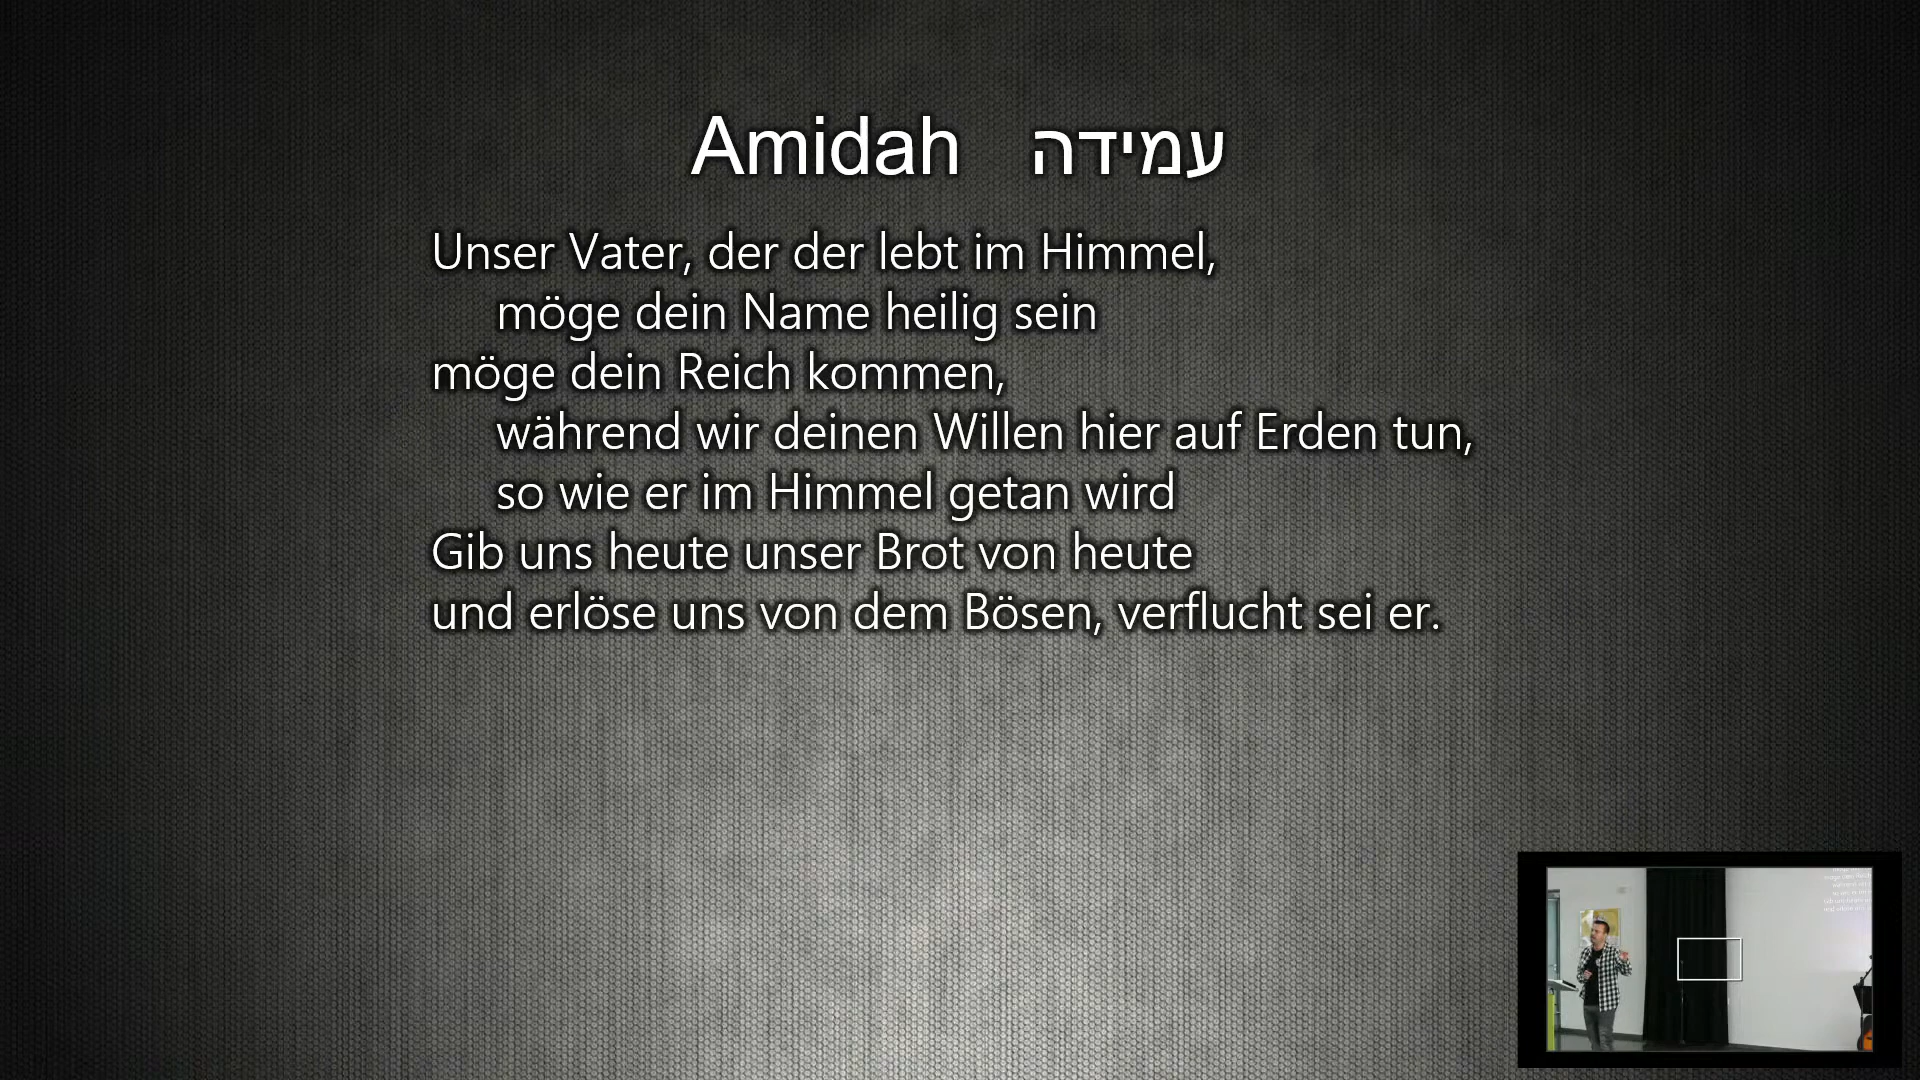 Amidah עמידה
Unser Vater, der der lebt im Himmel,
möge dein Name heilig sein
möge dein Reich kommen,
während wir deinen Willen hier auf Erden tun,
so wie er im Himmel getan wird
Gib uns heute unser Brot von heute
und erlöse uns von dem Bösen, verflucht sei er.